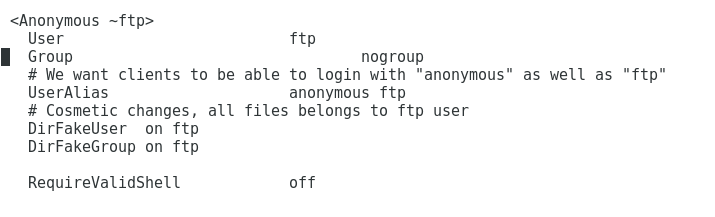 <Anonymous ~ftp>
User ftp
Group nogroup
# We want clients to be able to login with "anonymous" as well as "ftp"
UserAlias anonymous ftp
# Cosmetic changes, all files belongs to ftp user
DirFakeUser on ftp
DirFakeGroup on ftp
RequireValidShell off